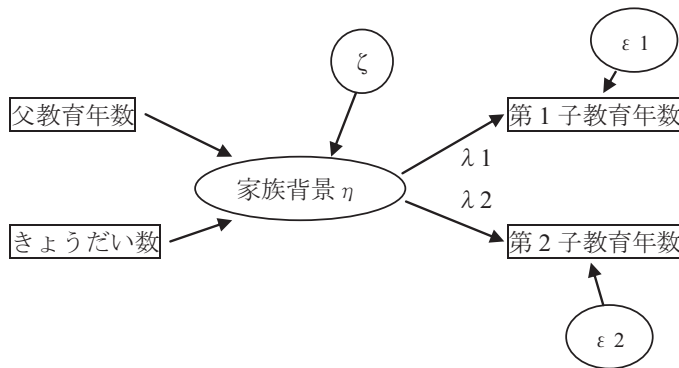 ε 1
ζ
父教育年数
第 1 子教育年数
λ 1
家族背景 η
λ 2
きょうだい数
第 2 子教育年数
ε 2